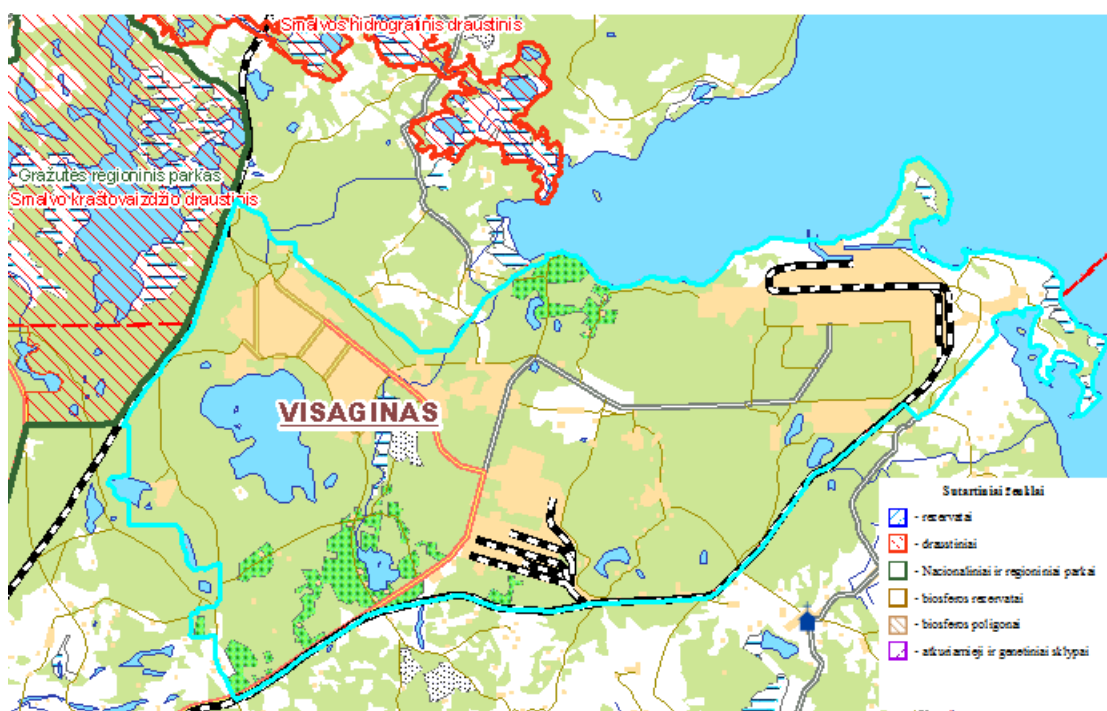 Smalvos hidrografinis draustinis
Gražutės regioninis parkas
Smalvo kraštovaizdžio draustinis
VISAGINAS
Sutartiniai ženklai
- rezervatai
- draustiniai
- Nacionaliniai ir regioniniai parkai
- biosferos rezervatai
- biosferos poligonai
- atkuriamieji ir genetiniai sklypai